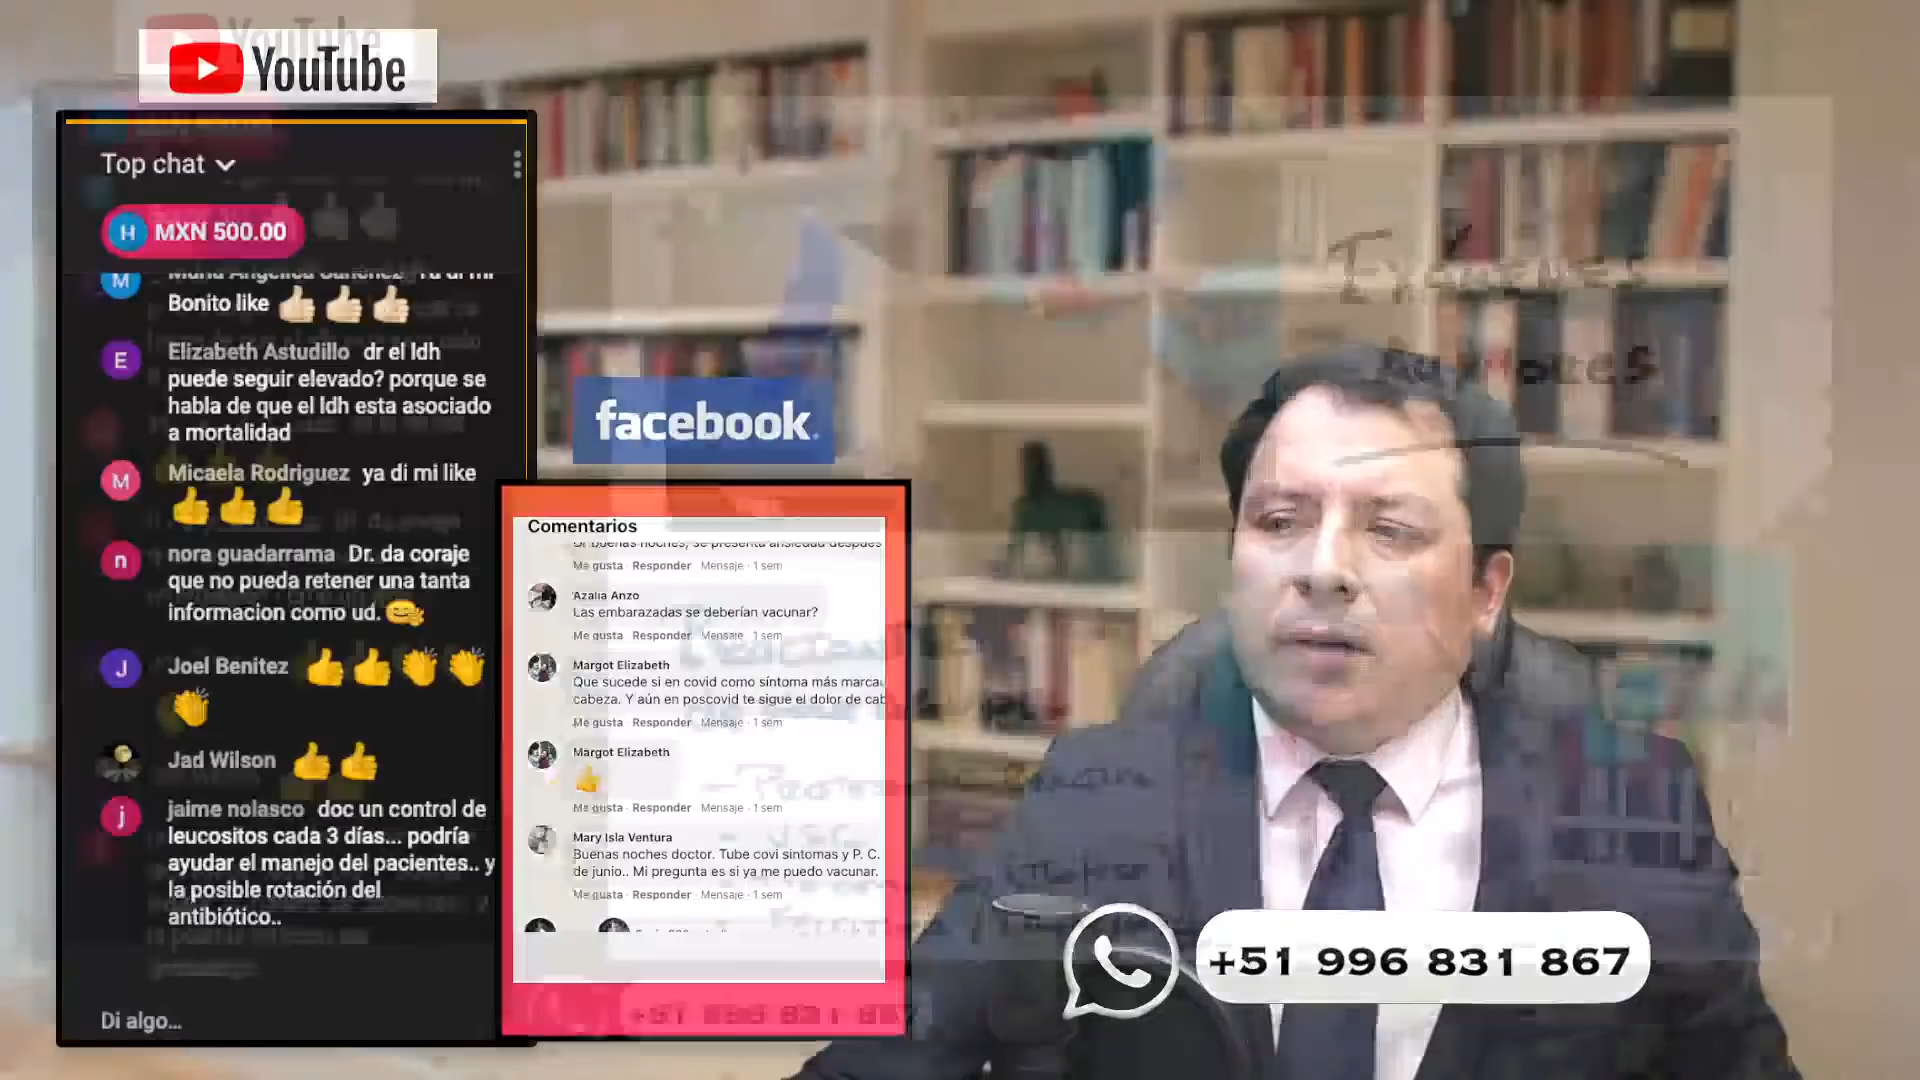 YouTube
Top chat
H MXN 500.00
Bonito like
Elizabeth Astudillo dr el ldh
puede seguir elevado? porque se
habla de que el ldh esta asociado
a mortalidad
Micaela Rodriguez ya di mi like
nora guadarrama Dr. da coraje
que no pueda retener una tanta
informacion como ud.
Joel Benitez
Jad Wilson
jaime nolasco doc un control de
leucositos cada 3 días... podría
ayudar el manejo del pacientes.. y
la posible rotación del
antibiótico..
Di algo...
facebook
Comentarios
Dr Buenas noches, se presenta ansiedad después
Me gusta · Responder Mensaje · 1 sem
Azalia Anzo
Las embarazadas se deberían vacunar?
Me gusta Responder Mensaje · 1 sem
Margot Elizabeth
Que sucede si en covid como síntoma más marca
cabeza. Y aún en poscovid te sigue el dolor de cab
Me gusta Responder Mensaje · 1 sem
Margot Elizabeth
Me gusta · Responder Mensaje · 1 sem
Mary Isla Ventura
Buenas noches doctor. Tube covi sintomas y P. C.
de junio.. Mi pregunta es si ya me puedo vacunar.
Me gusta · Responder Mensaje · 1 sem
+51 996 831 867